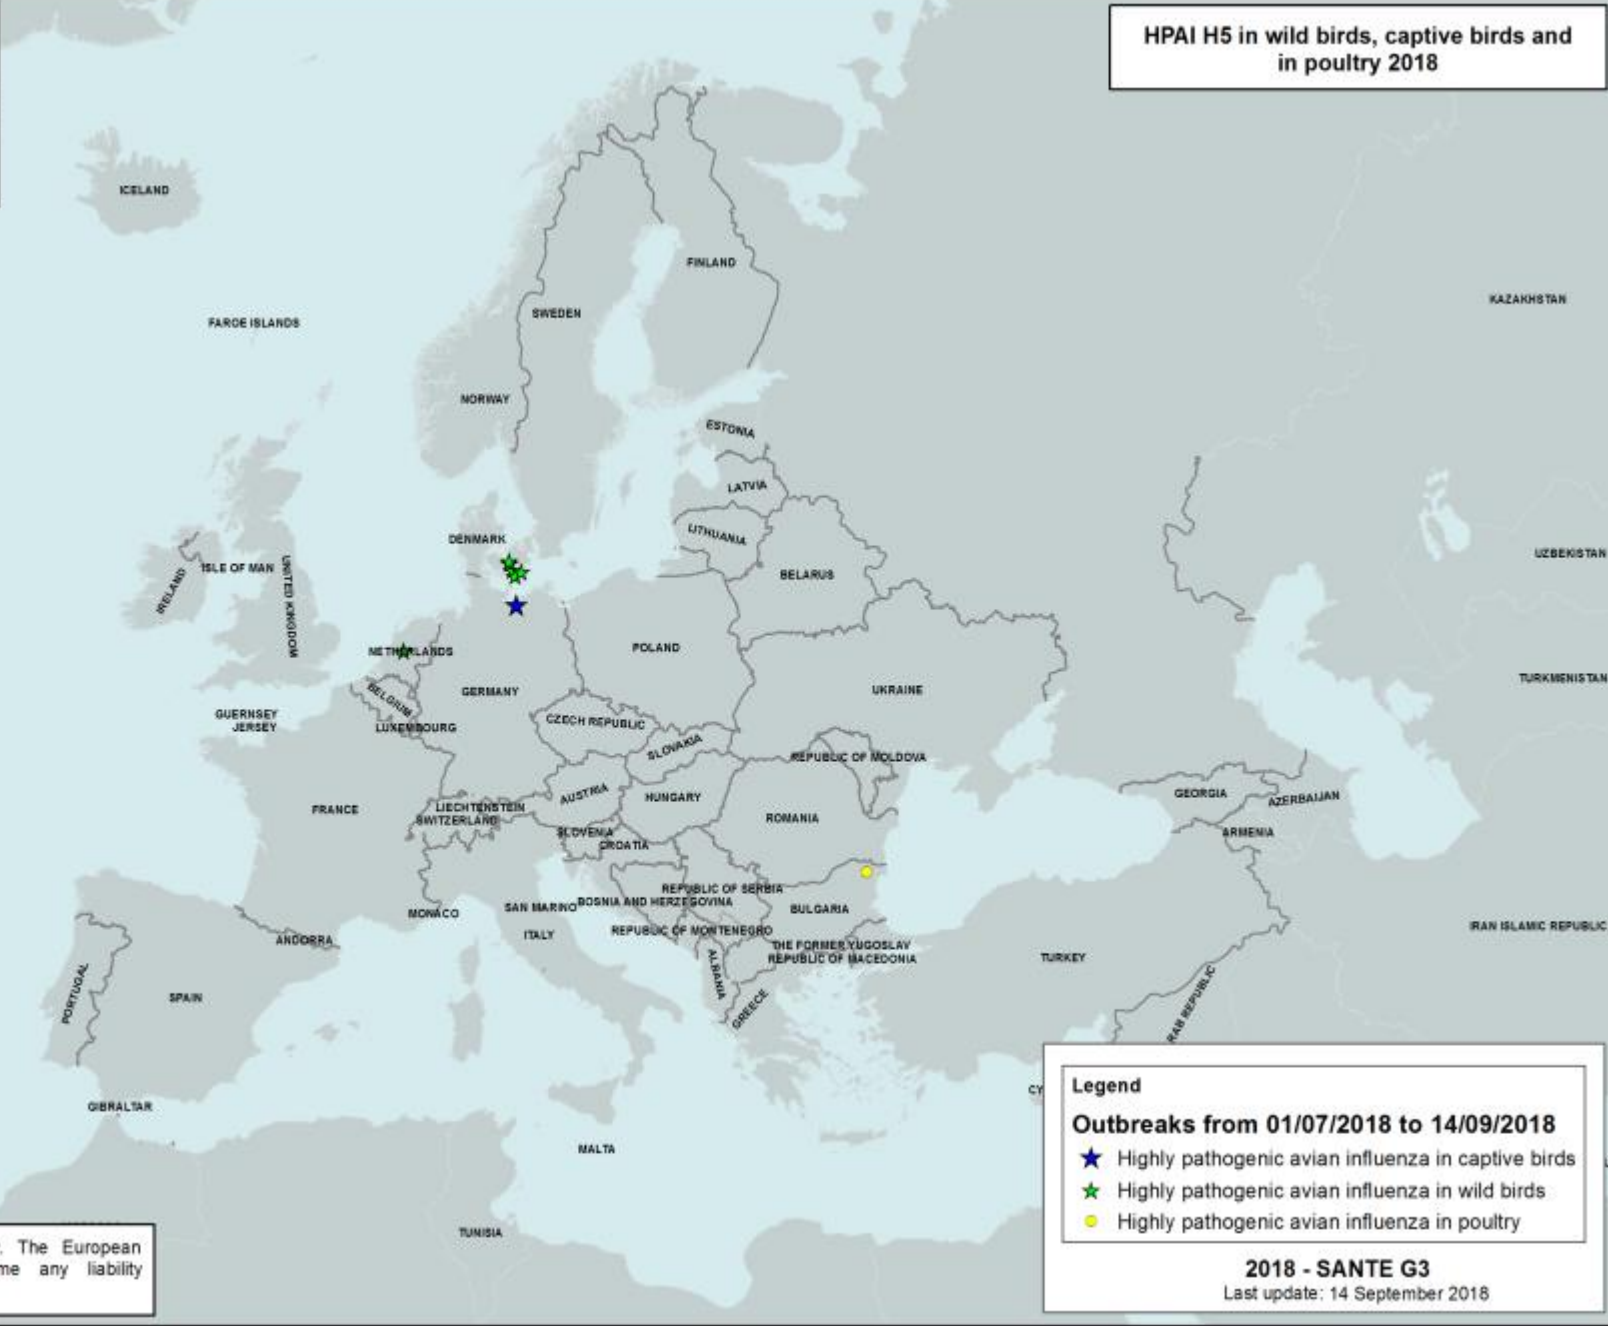 HPAI H5 in wild birds, captive birds and
in poultry 2018
ICELAND
FINLAND
KAZAKHSTAN
SWEDEN
FAROE ISLANDS
NORWAY
ESTONIA
LATVIA
LITHUANIA
DENMARK
UZBEKISTAN
ISLE OF MAN
IRELAND
UNITED KINGDOM
BELARUS
NETHERLANDS
POLAND
TURKMENISTAN
GERMANY
UKRAINE
BELGIUM
GUERNSEY
JERSEY
LUXEMBOURG
CZECH REPUBLIC
SLOVAKIA
REPUBLIC OF MOLDOVA
AUSTRIA
HUNGARY
GEORGIA
AZERBAIJAN
FRANCE
LIECHTENSTEIN
SWITZERLAND
ROMANIA
SLOVENIA
CROATIA
ARMENIA
REPUBLIC OF SERBIA
BOSNIA AND HERZEGOVINA
SAN MARINO
MONACO
BULGARIA
IRAN ISLAMIC REPUBLIC
ITALY
REPUBLIC OF MONTENEGRO
ANDORRA
THE FORMER YUGOSLAV
REPUBLIC OF MACEDONIA
TURKEY
ALBANIA
PORTUGAL
SPAIN
GREECE
RAB REPUBLIC
CY
GIBRALTAR
MALTA
TUNISIA
Legend
Outbreaks from 01/07/2018 to 14/09/2018
Highly pathogenic avian influenza in captive birds
Highly pathogenic avian influenza in wild birds
Highly pathogenic avian influenza in poultry
2018 - SANTE G3
Last update: 14 September 2018
. The European
me any liability